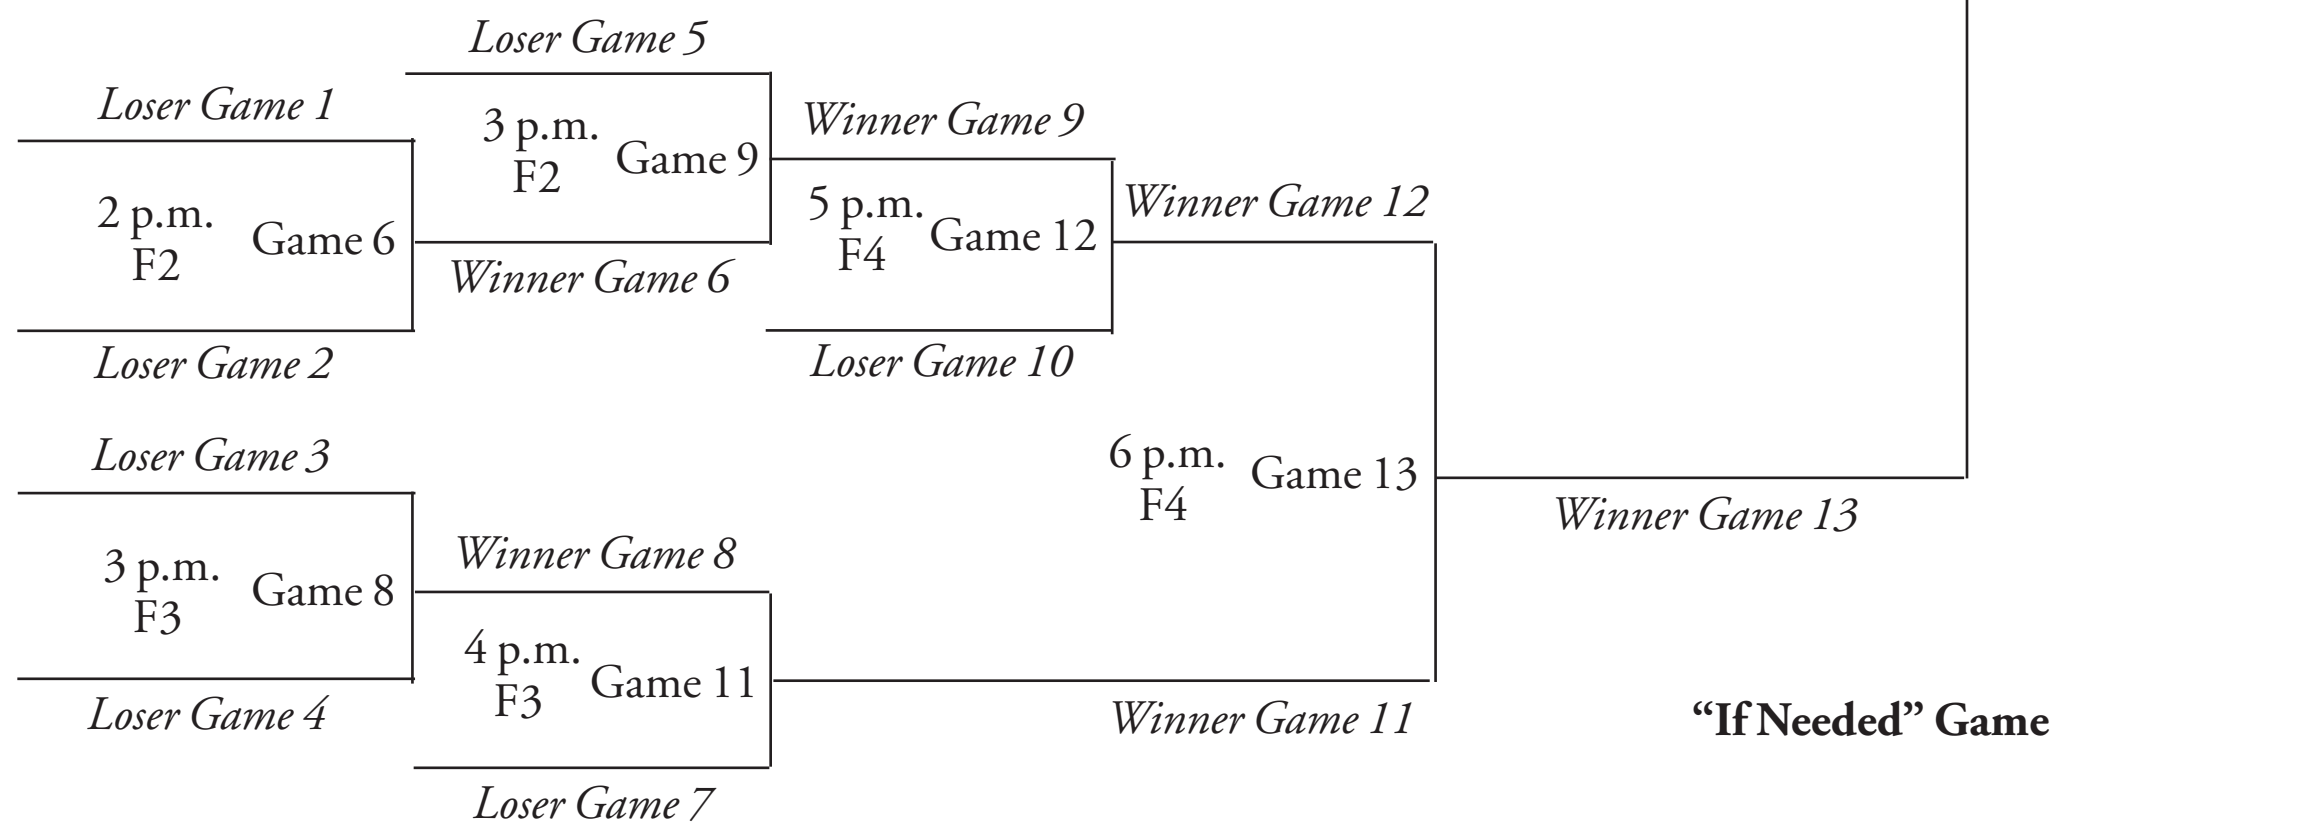 Loser Game 5
Loser Game 1
3 p.m.
F2
Game 9
Winner Game 9
2 p.m.
F2
Game 6
5 p.m.
F4
Game 12
Winner Game 12
Winner Game 6
Loser Game 2
Loser Game 10
Loser Game 3
6 p.m.
F4
Game 13
Winner Game 13
3 p.m.
F3
Game 8
Winner Game 8
4 p.m.
F3
Game 11
Loser Game 4
Winner Game 11
“If Needed” Game
Loser Game 7